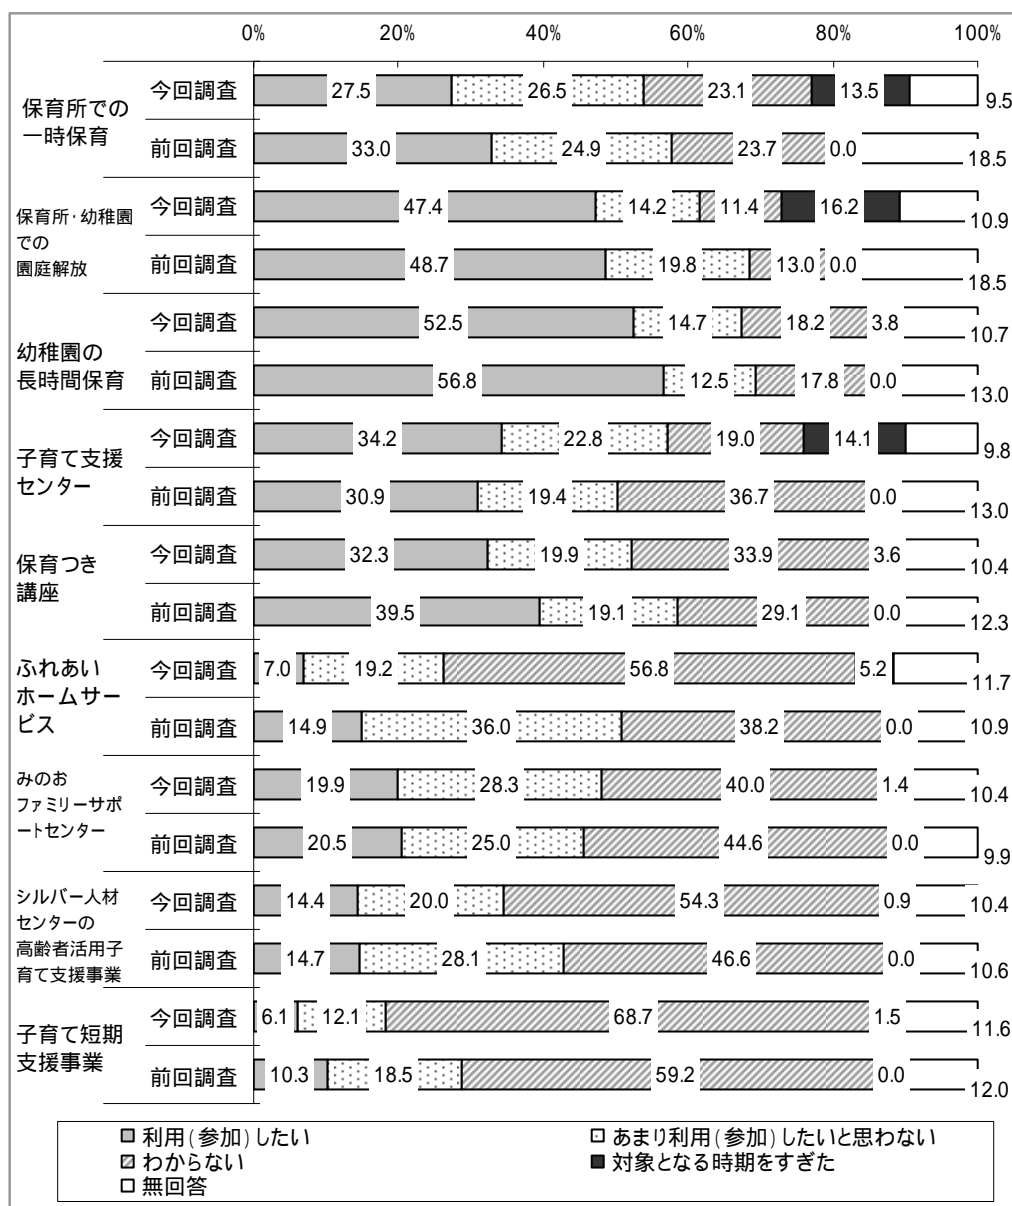 0% 20% 40% 60% 80% 100%
保育所での
一時保育
今回調査 27.5 26.5 23.1 13.5 9.5
前回調査 33.0 24.9 23.7 0.0 18.5
保育所・幼稚園
での
園庭解放
今回調査 47.4 14.2 11.4 16.2 10.9
前回調査 48.7 19.8 13.0 0.0 18.5
幼稚園の
長時間保育
今回調査 52.5 14.7 18.2 3.8 10.7
前回調査 56.8 12.5 17.8 0.0 13.0
子育て支援
センター
今回調査 34.2 22.8 19.0 14.1 9.8
前回調査 30.9 19.4 36.7 0.0 13.0
保育つき
講座
今回調査 32.3 19.9 33.9 3.6 10.4
前回調査 39.5 19.1 29.1 0.0 12.3
ふれあい
ホームサー
ビス
今回調査 7.0 19.2 56.8 5.2 11.7
前回調査 14.9 36.0 38.2 0.0 10.9
みのお
ファミリーサポ
ートセンター
今回調査 19.9 28.3 40.0 1.4 10.4
前回調査 20.5 25.0 44.6 0.0 9.9
シルバー人材
センターの
高齢者活用子
育て支援事業
今回調査 14.4 20.0 54.3 0.9 10.4
前回調査 14.7 28.1 46.6 0.0 10.6
子育て短期
支援事業
今回調査 6.1 12.1 68.7 1.5 11.6
前回調査 10.3 18.5 59.2 0.0 12.0
利用(参加)したい あまり利用(参加)したいと思わない
わからない 対象となる時期をすぎた
無回答